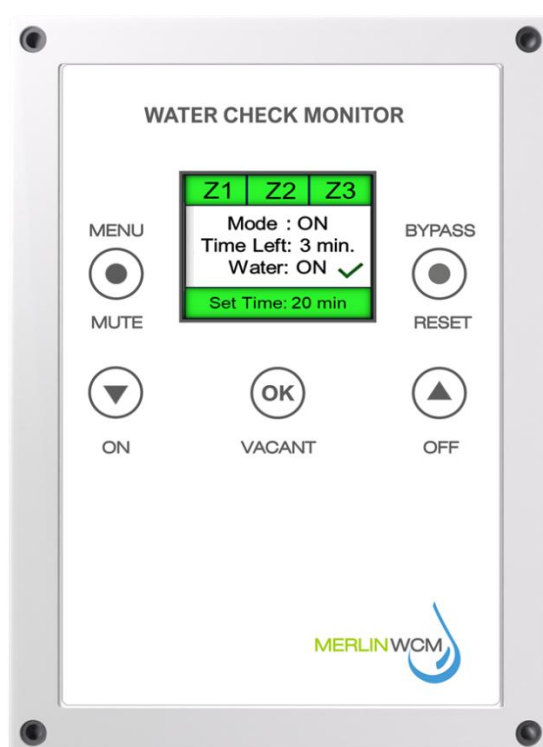 WATER CHECK MONITOR
Z1 Z2 Z3
Mode : ON
Time Left: 3 min.
Water: ON
Set Time: 20 min
MENU
MUTE
BYPASS
RESET
OK
ON
VACANT
OFF
MERLINWCM